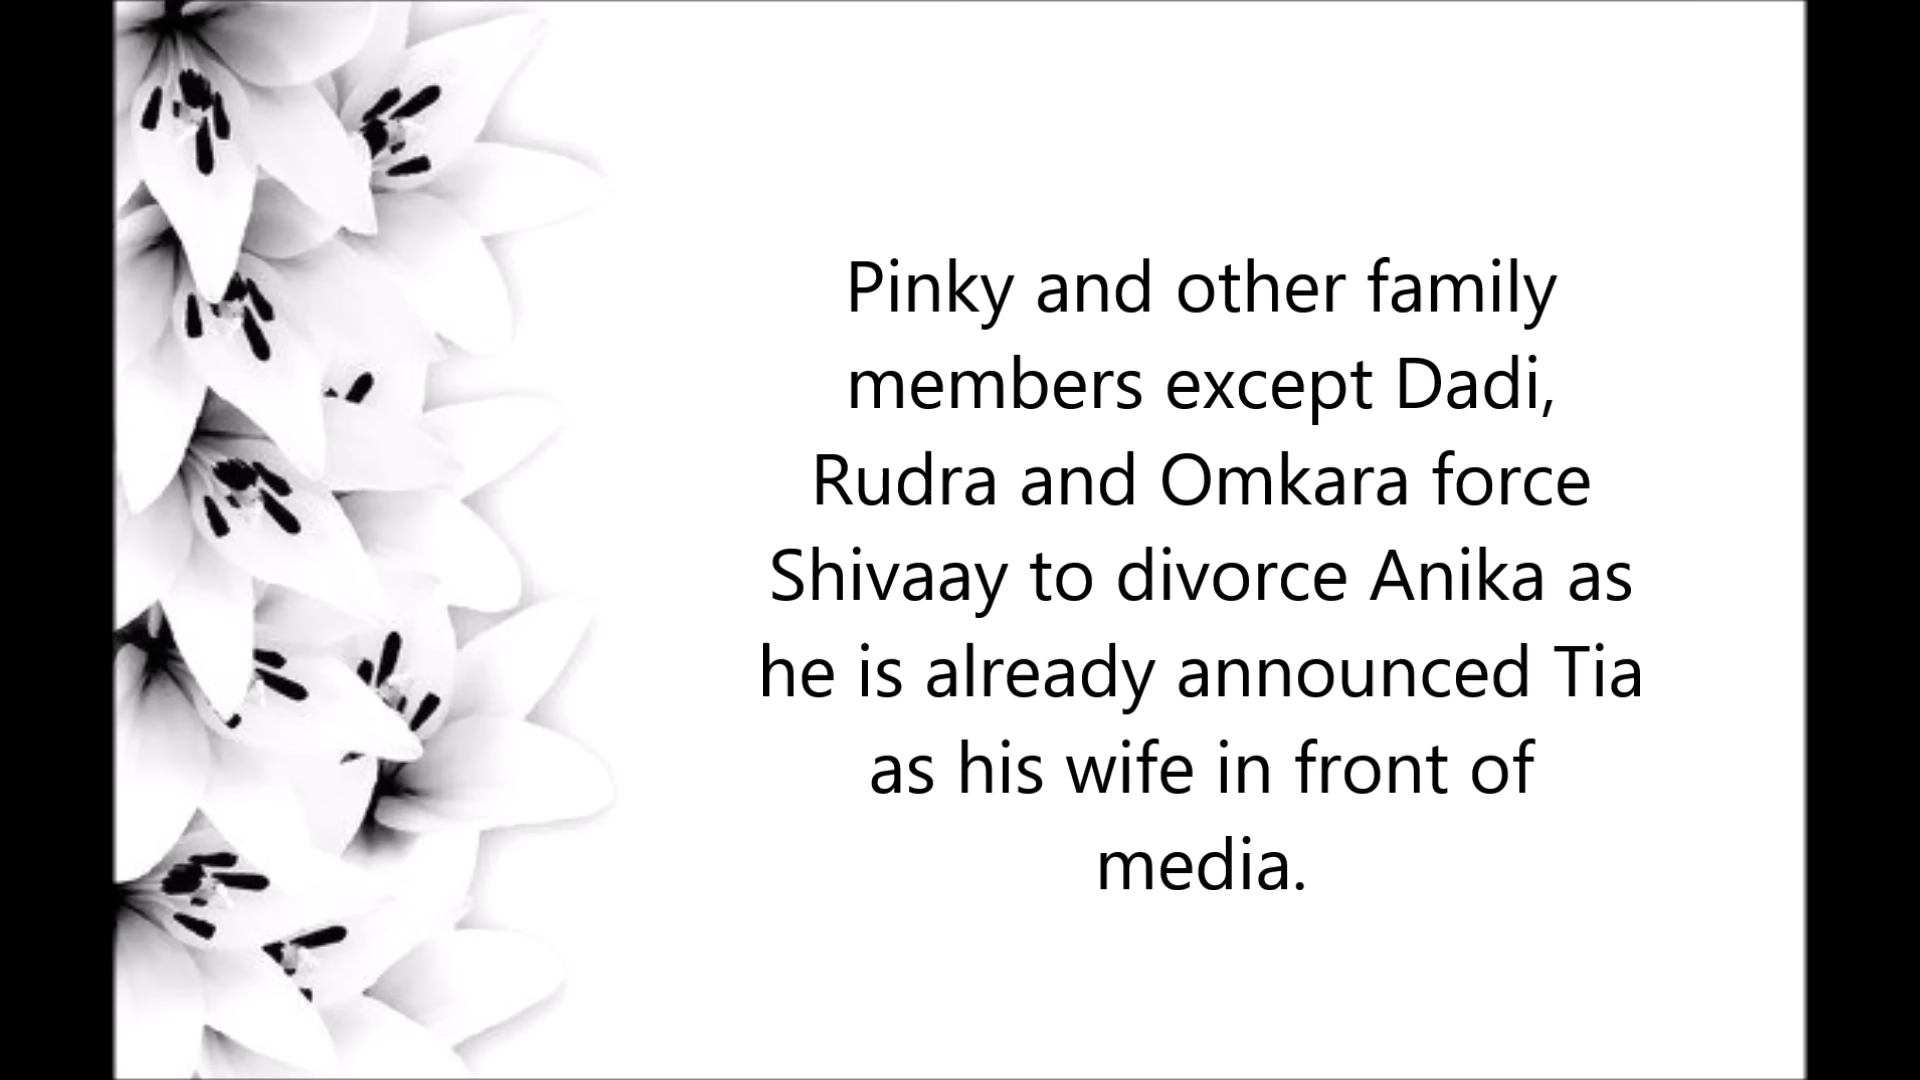 Pinky and other family
members except Dadi,
Rudra and Omkara force
Shivaay to divorce Anika as
he is already announced Tia
as his wife in front of
media.